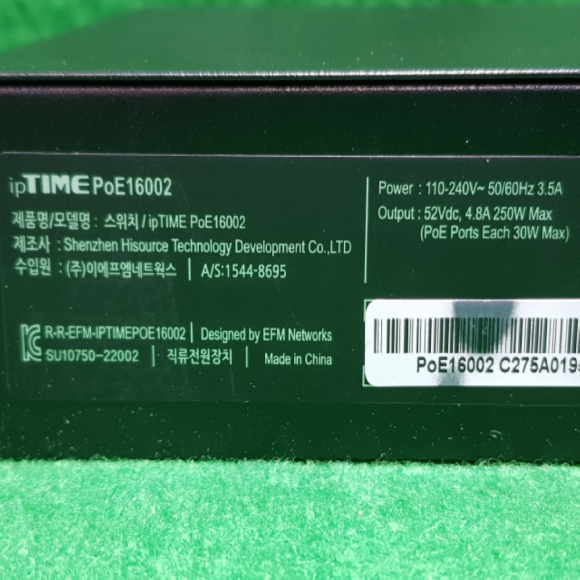 ipTIME PoE16002
제품명/모델명 : 스위치 / ipTIME PoE16002
제조사 : Shenzhen Hisource Technology Development Co.,LTD
수입원 : (주)이에프엠네트웍스 | A/S:1544-8695
R-R-EFM-IPTIMEPOE16002 | Designed by EFM Networks
SU10750-22002 | 직류전원장치 | Made in China
Power : 110-240V~ 50/60Hz 3.5A
Output : 52Vdc, 4.8A 250W Max
(PoE Ports Each 30W Max)
PoE16002 C275A019